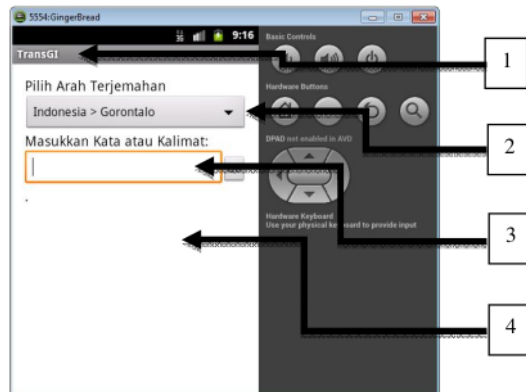 5554:GingerBread
3G 9:16
TransGI
Pilih Arah Terjemahan
Indonesia > Gorontalo
Masukkan Kata atau Kalimat:
.
Basic Controls
Hardware Buttons
DPAD not enabled in AVD
Hardware Keyboard
Use your physical keyboard to provide input
1
2
3
4